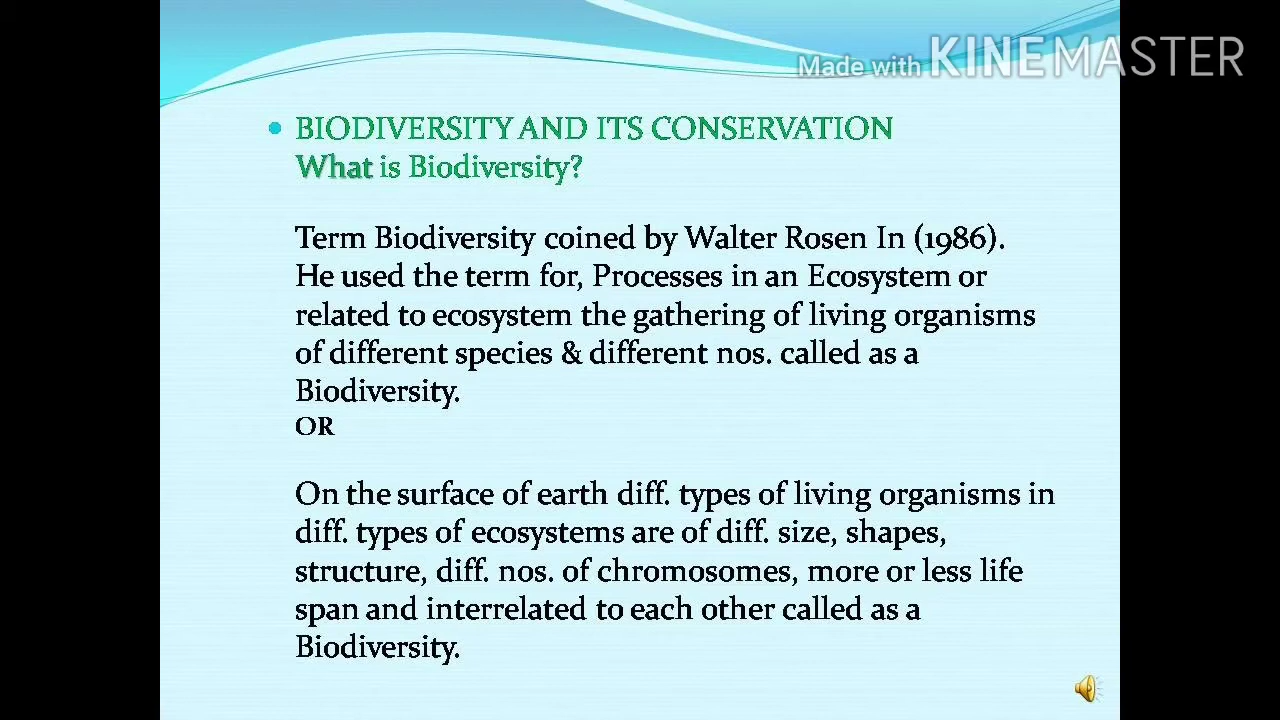 Made with KINEMASTER
BIODIVERSITY AND ITS CONSERVATION
What is Biodiversity?
Term Biodiversity coined by Walter Rosen In (1986).
He used the term for, Processes in an Ecosystem or
related to ecosystem the gathering of living organisms
of different species & different nos. called as a
Biodiversity.
OR
On the surface of earth diff. types of living organisms in
diff. types of ecosystems are of diff. size, shapes,
structure, diff. nos. of chromosomes, more or less life
span and interrelated to each other called as a
Biodiversity.